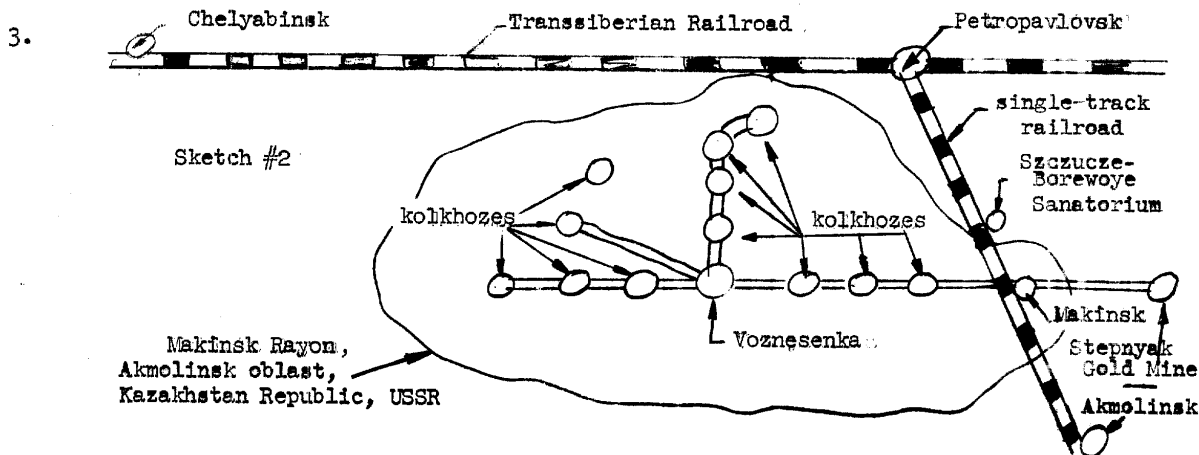 3.
Chelyabinsk
Transsiberian Railroad
Petropavlovsk
single-track
railroad
Sketch #2
Szczucze-
Borewoye
Sanatorium
kolkhozes
kolkhozes
Makinsk
Voznesenka
Makinsk Rayon,
Akmolinsk oblast,
Kazakhstan Republic, USSR
Stepnyak
Gold Mine
Akmolinsk